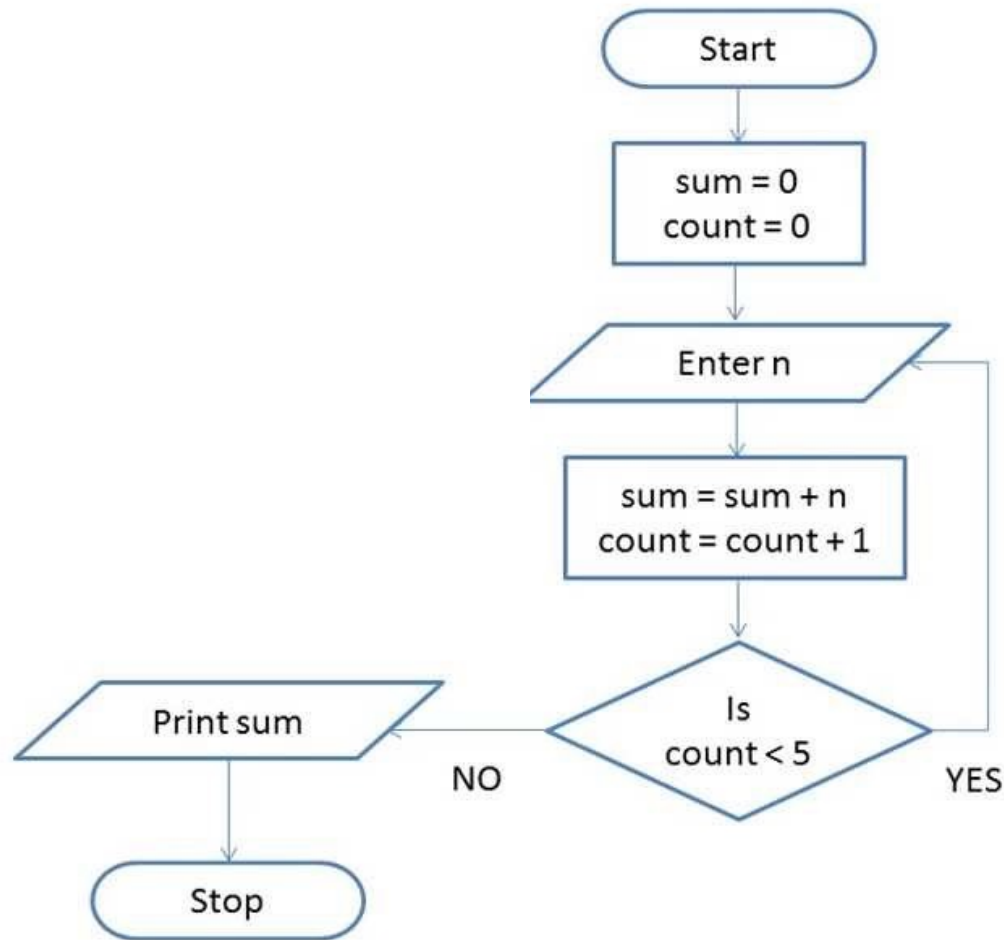 Start
sum = 0
count = 0
Enter n
sum = sum + n
count = count + 1
Is
count < 5
YES
NO
Print sum
Stop